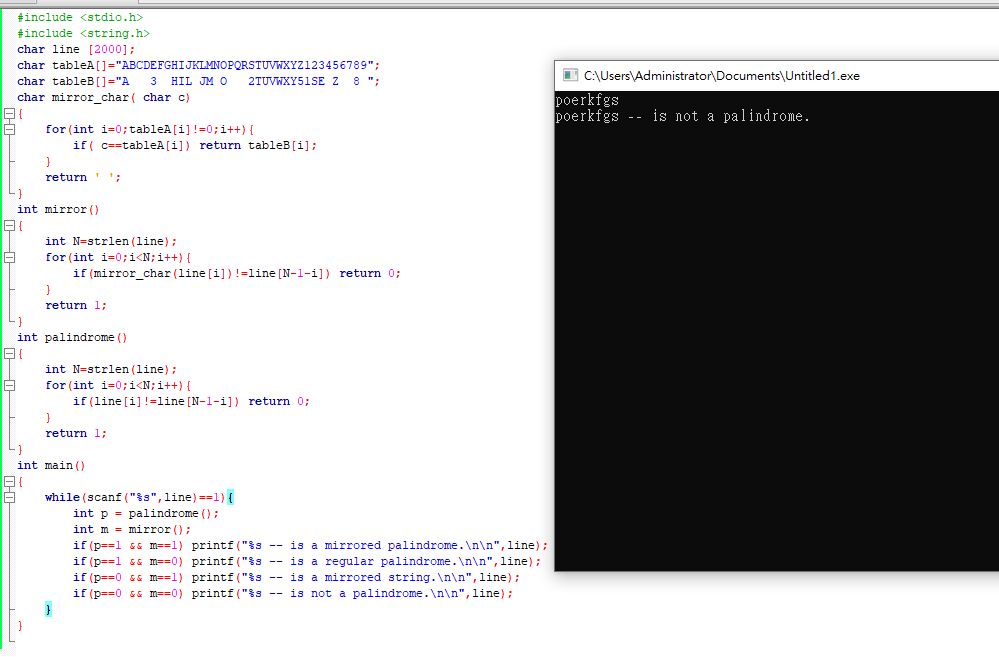 #include <stdio.h>
#include <string.h>
char line [2000];
char tableA[]="ABCDEFGHIJKLMNOPQRSTUVWXYZ123456789";
char tableB[]="A   3  HIL JM O   2TUVWXY51SE Z  8 ";
char mirror_char( char c)
{
    for(int i=0;tableA[i]!=0;i++){
        if( c==tableA[i]) return tableB[i];
    }
    return ' ';
}
int mirror()
{
    int N=strlen(line);
    for(int i=0;i<N;i++){
        if(mirror_char(line[i])!=line[N-1-i]) return 0;
    }
    return 1;
}
int palindrome()
{
    int N=strlen(line);
    for(int i=0;i<N;i++){
        if(line[i]!=line[N-1-i]) return 0;
    }
    return 1;
}
int main()
{
    while(scanf("%s",line)==1){
        int p = palindrome();
        int m = mirror();
        if(p==1 && m==1) printf("%s -- is a mirrored palindrome.\n\n",line);
        if(p==1 && m==0) printf("%s -- is a regular palindrome.\n\n",line);
        if(p==0 && m==1) printf("%s -- is a mirrored string.\n\n",line);
        if(p==0 && m==0) printf("%s -- is not a palindrome.\n\n",line);
    }
}
C:\Users\Administrator\Documents\Untitled1.exe
poerkfgs
poerkfgs -- is not a palindrome.